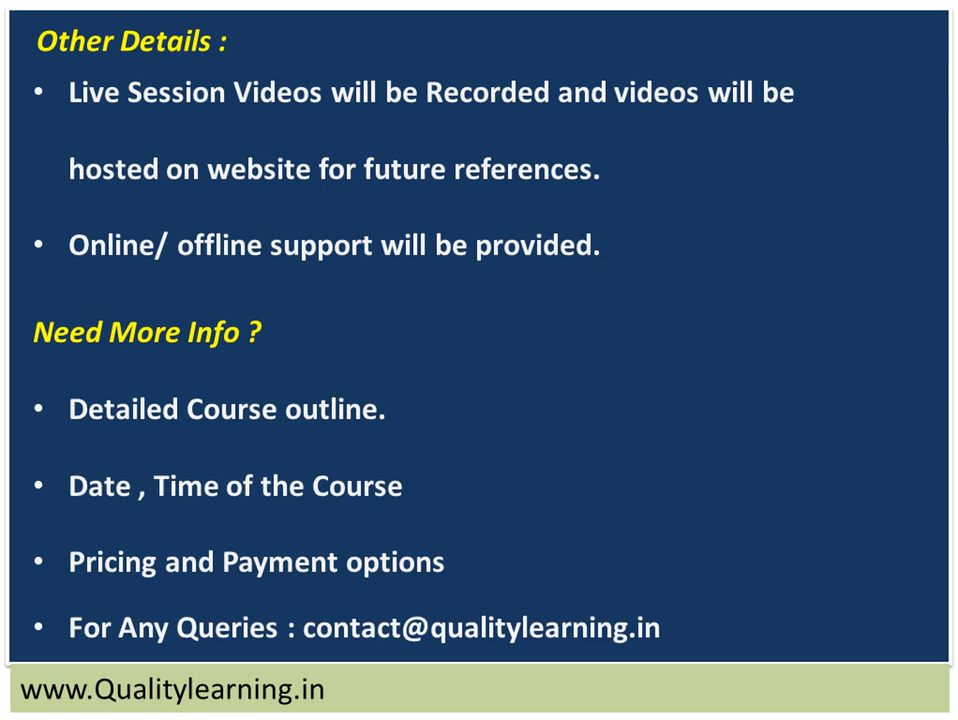 Other Details :
• Live Session Videos will be Recorded and videos will be
hosted on website for future references.
• Online/ offline support will be provided.
Need More Info ?
• Detailed Course outline.
• Date , Time of the Course
• Pricing and Payment options
• For Any Queries : contact@qualitylearning.in
www.Qualitylearning.in